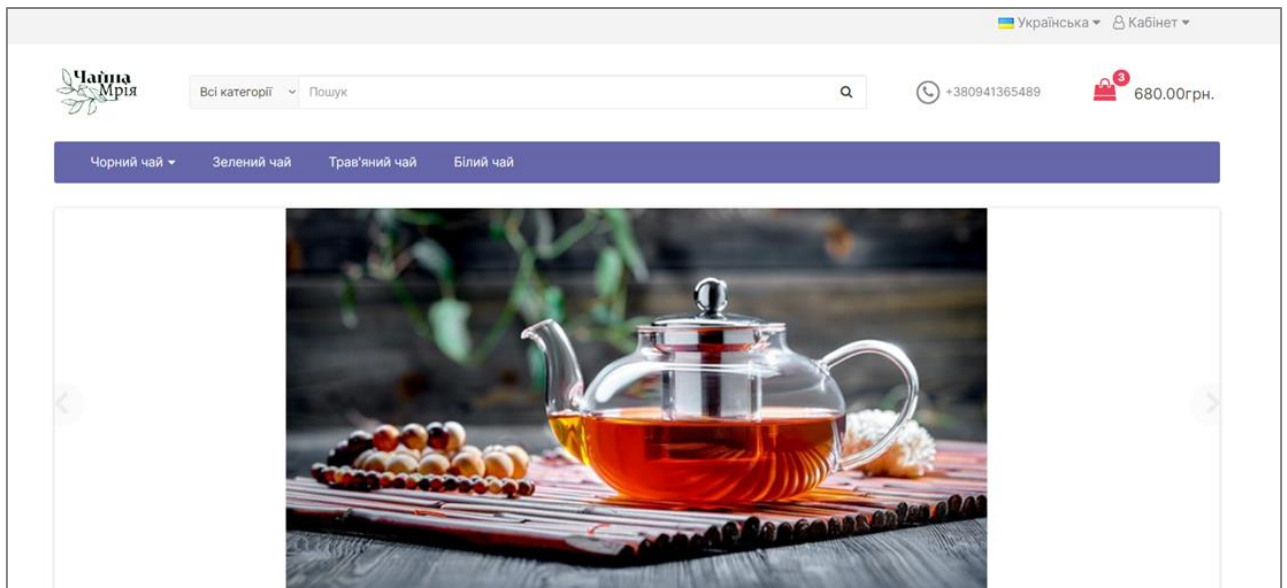 Українська Кабінет
Чайна
Мрія
Всі категорії Пошук +380941365489 3 680.00грн.
Чорний чай Зелений чай Трав'яний чай Білий чай